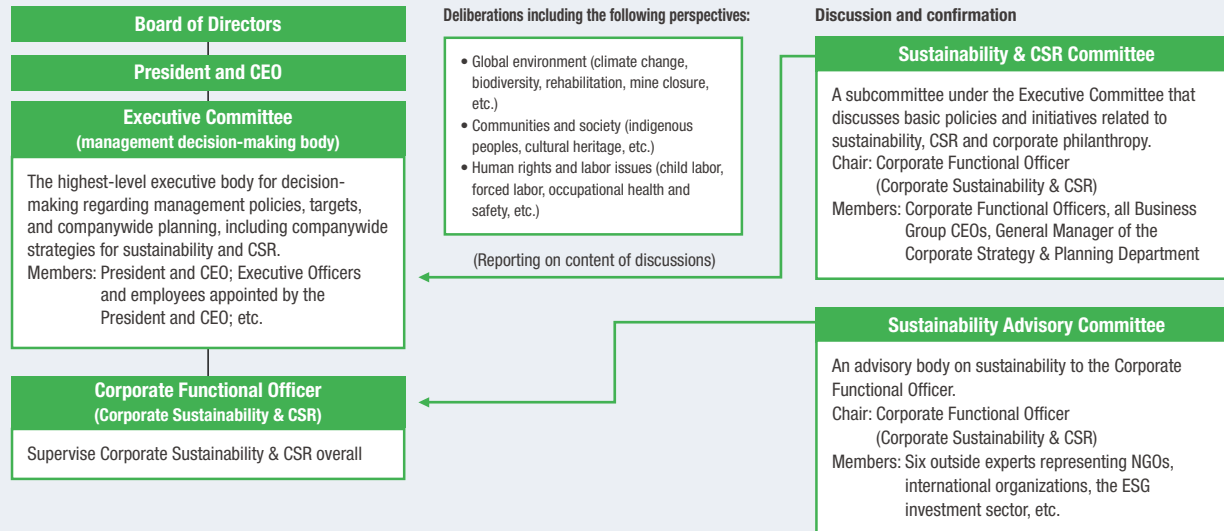 Board of Directors
President and CEO
Executive Committee
(management decision-making body)
The highest-level executive body for decision-
making regarding management policies, targets,
and companywide planning, including companywide
strategies for sustainability and CSR.
Members: President and CEO; Executive Officers
and employees appointed by the
President and CEO; etc.
Corporate Functional Officer
(Corporate Sustainability & CSR)
Supervise Corporate Sustainability & CSR overall
Deliberations including the following perspectives:
• Global environment (climate change,
biodiversity, rehabilitation, mine closure,
etc.)
• Communities and society (indigenous
peoples, cultural heritage, etc.)
• Human rights and labor issues (child labor,
forced labor, occupational health and
safety, etc.)
(Reporting on content of discussions)
Discussion and confirmation
Sustainability & CSR Committee
A subcommittee under the Executive Committee that
discusses basic policies and initiatives related to
sustainability, CSR and corporate philanthropy.
Chair: Corporate Functional Officer
(Corporate Sustainability & CSR)
Members: Corporate Functional Officers, all Business
Group CEOs, General Manager of the
Corporate Strategy & Planning Department
Sustainability Advisory Committee
An advisory body on sustainability to the Corporate
Functional Officer.
Chair: Corporate Functional Officer
(Corporate Sustainability & CSR)
Members: Six outside experts representing NGOs,
international organizations, the ESG
investment sector, etc.